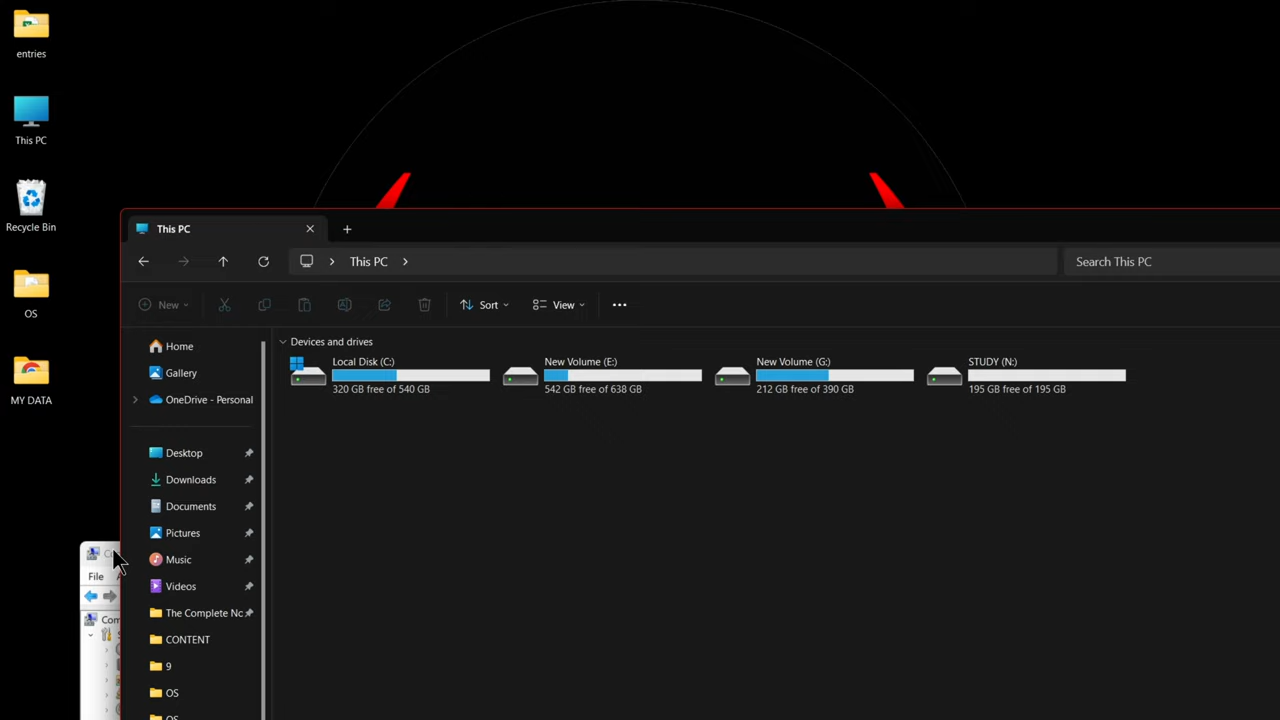 entries
This PC
Recycle Bin
OS
MY DATA
This PC
This PC
Search This PC
New
Sort
View
Home
Gallery
OneDrive - Personal
Desktop
Downloads
Documents
Pictures
Music
Videos
The Complete Nc
CONTENT
9
OS
Devices and drives
Local Disk (C:)
320 GB free of 540 GB
New Volume (E:)
542 GB free of 638 GB
New Volume (G:)
212 GB free of 390 GB
STUDY (N:)
195 GB free of 195 GB
File
Com